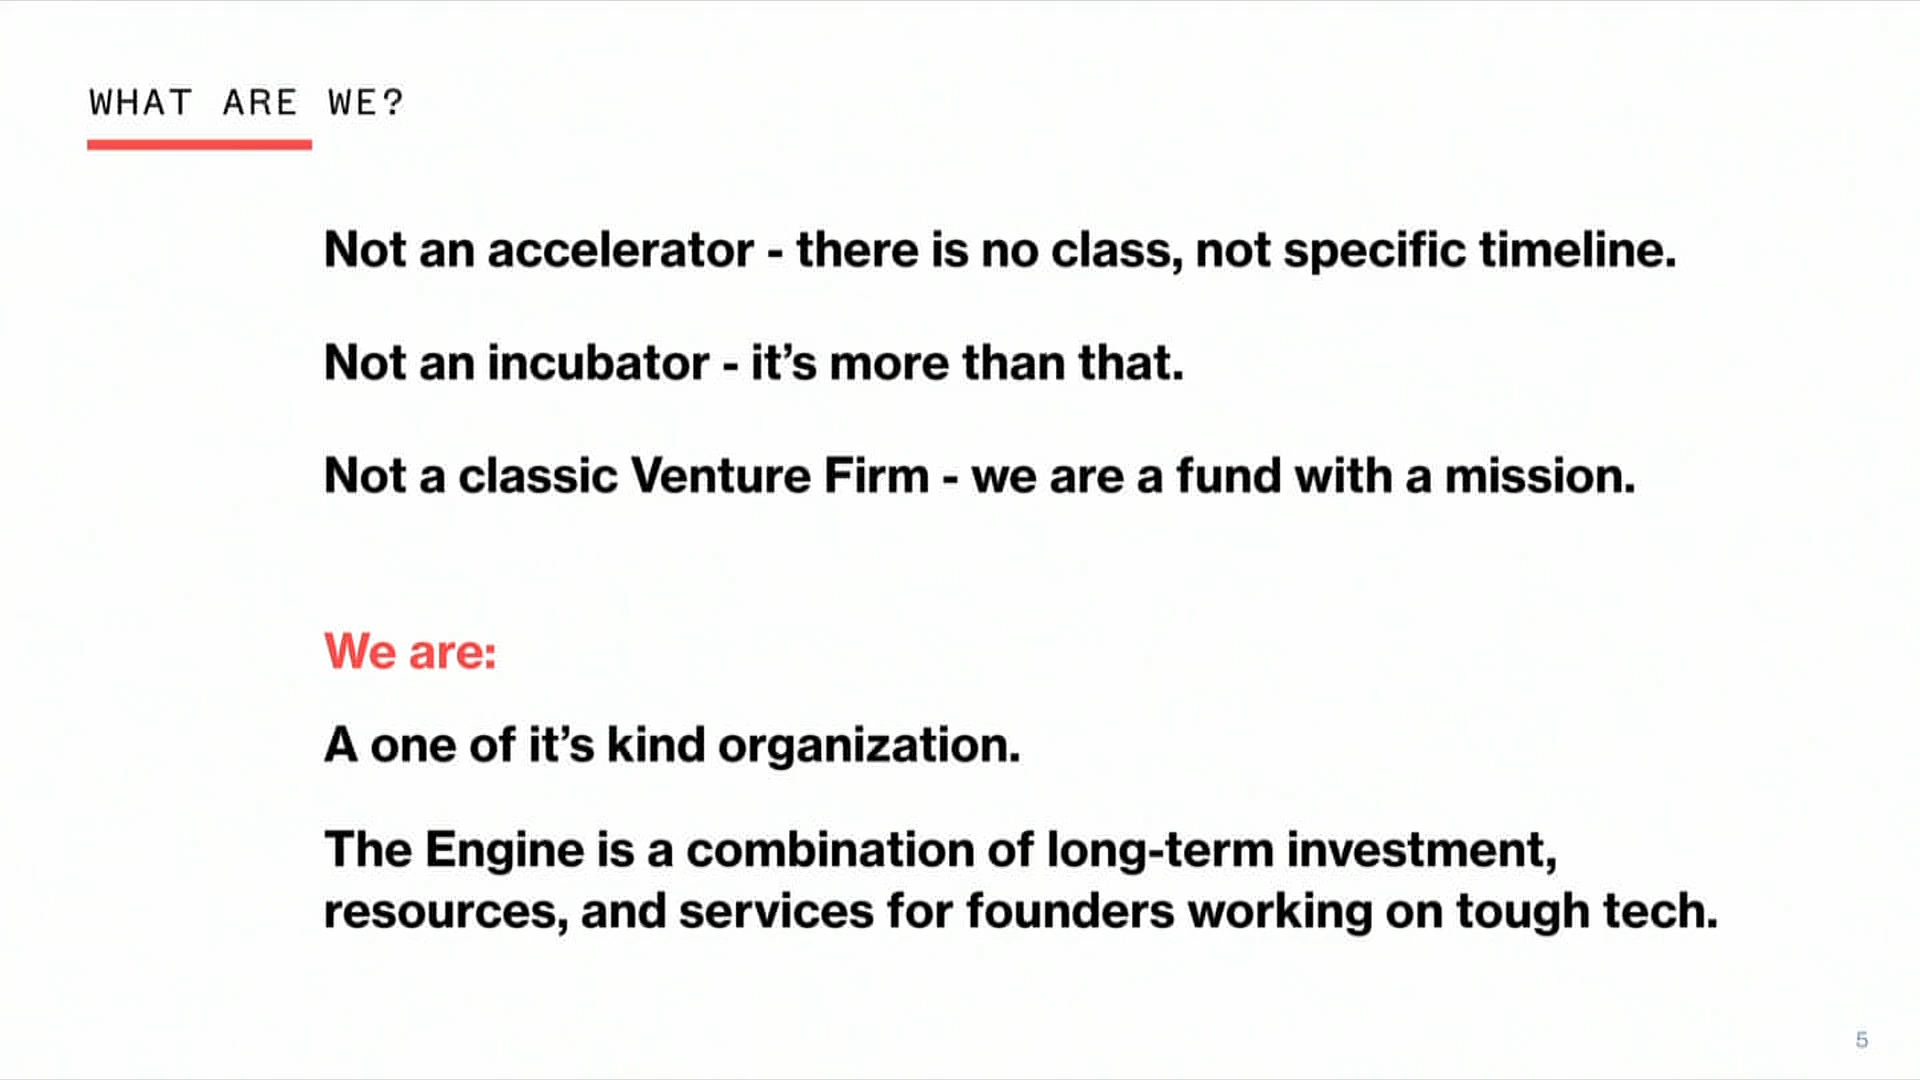 WHAT ARE WE?
Not an accelerator - there is no class, not specific timeline.
Not an incubator - it’s more than that.
Not a classic Venture Firm - we are a fund with a mission.
We are:
A one of it’s kind organization.
The Engine is a combination of long-term investment,
resources, and services for founders working on tough tech.
5